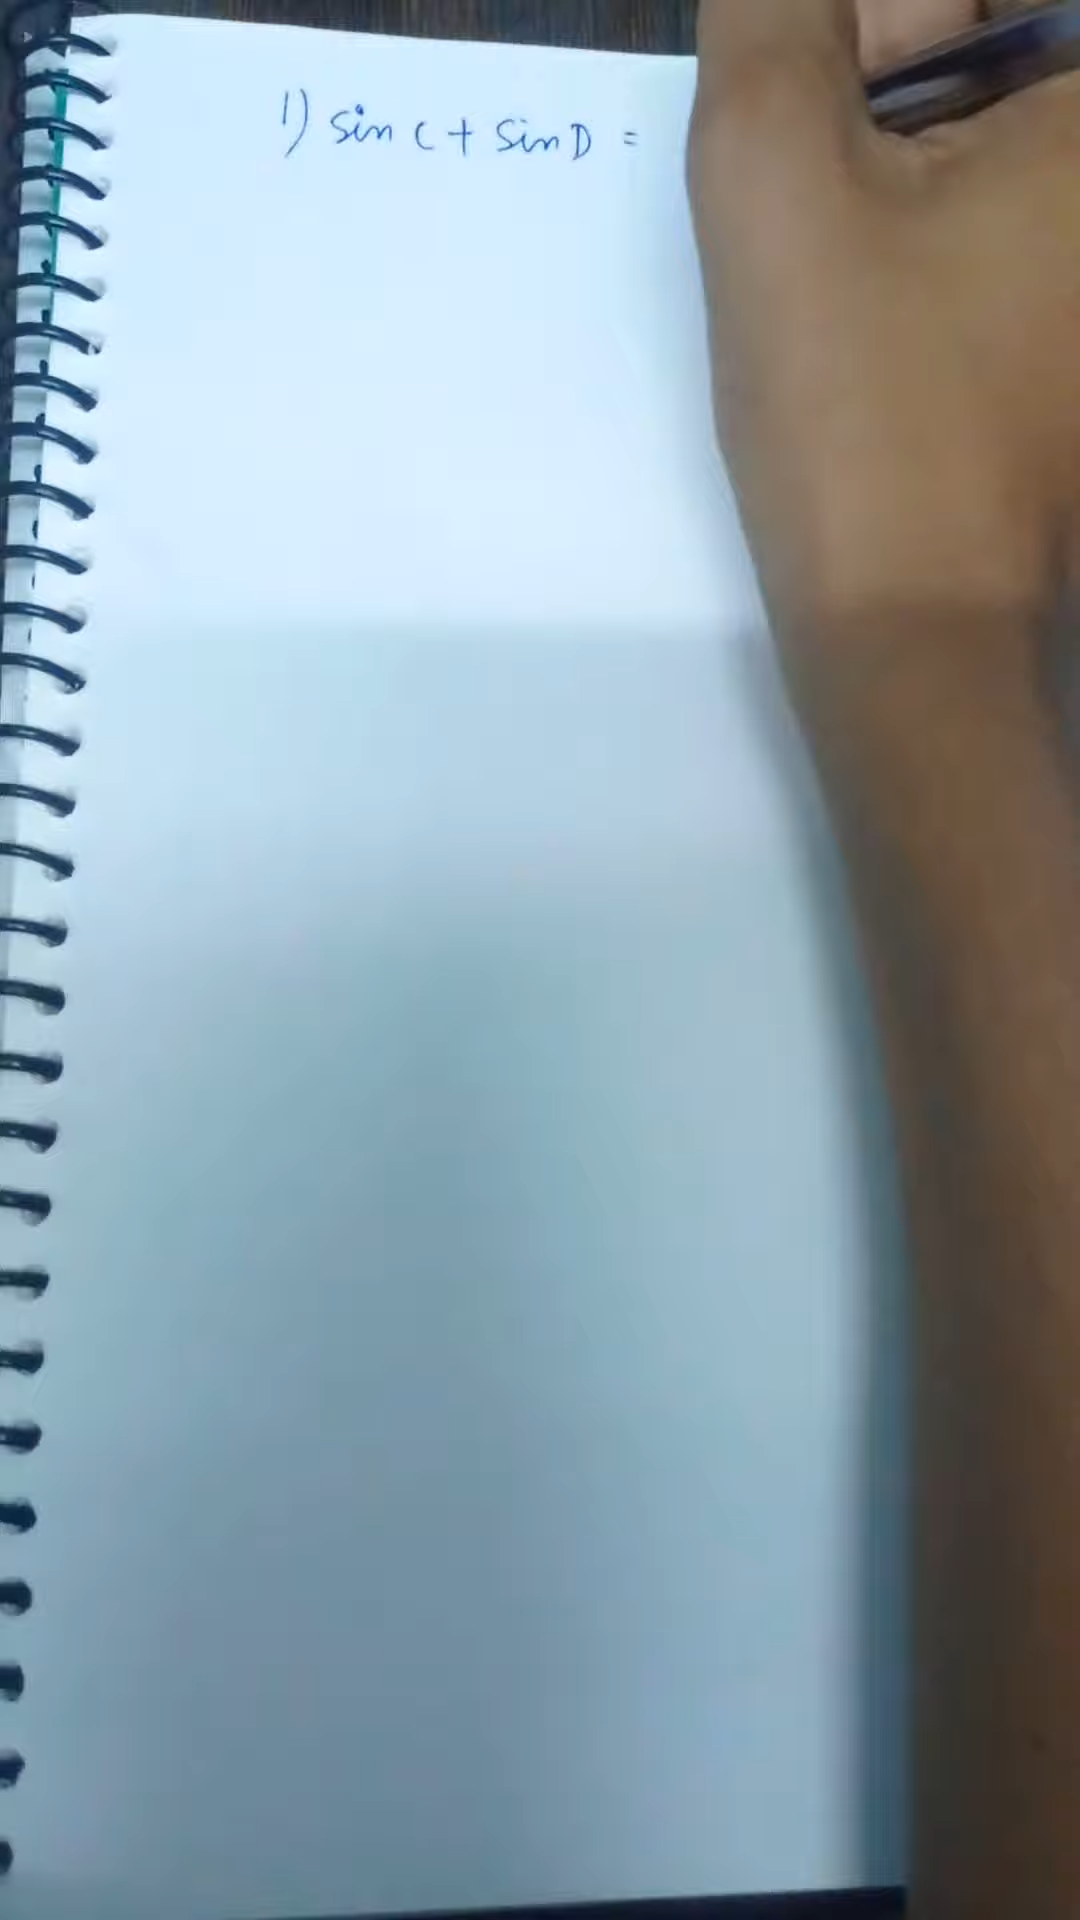 1) sin C + sin D =